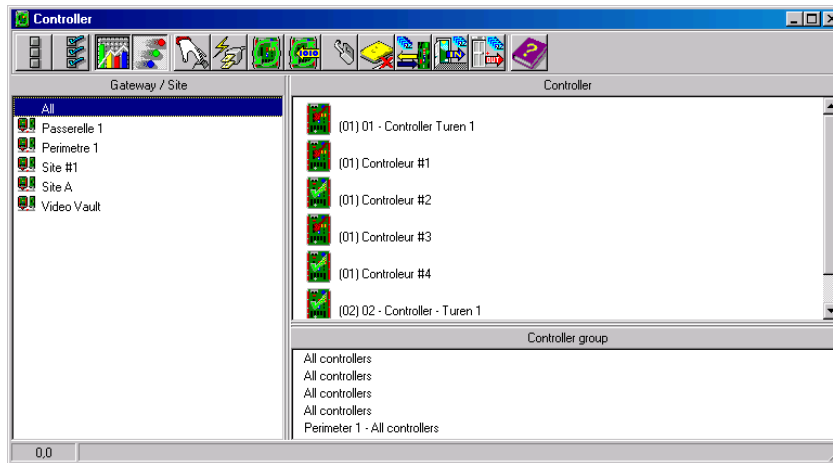 Controller
Gateway / Site
Controller
All
Passerelle 1
Perimetre 1
Site #1
Site A
Video Vault
(01) 01 - Controller Turen 1
(01) Controleur #1
(01) Controleur #2
(01) Controleur #3
(01) Controleur #4
(02) 02 - Controller - Turen 1
Controller group
All controllers
All controllers
All controllers
All controllers
Perimeter 1 - All controllers
0,0